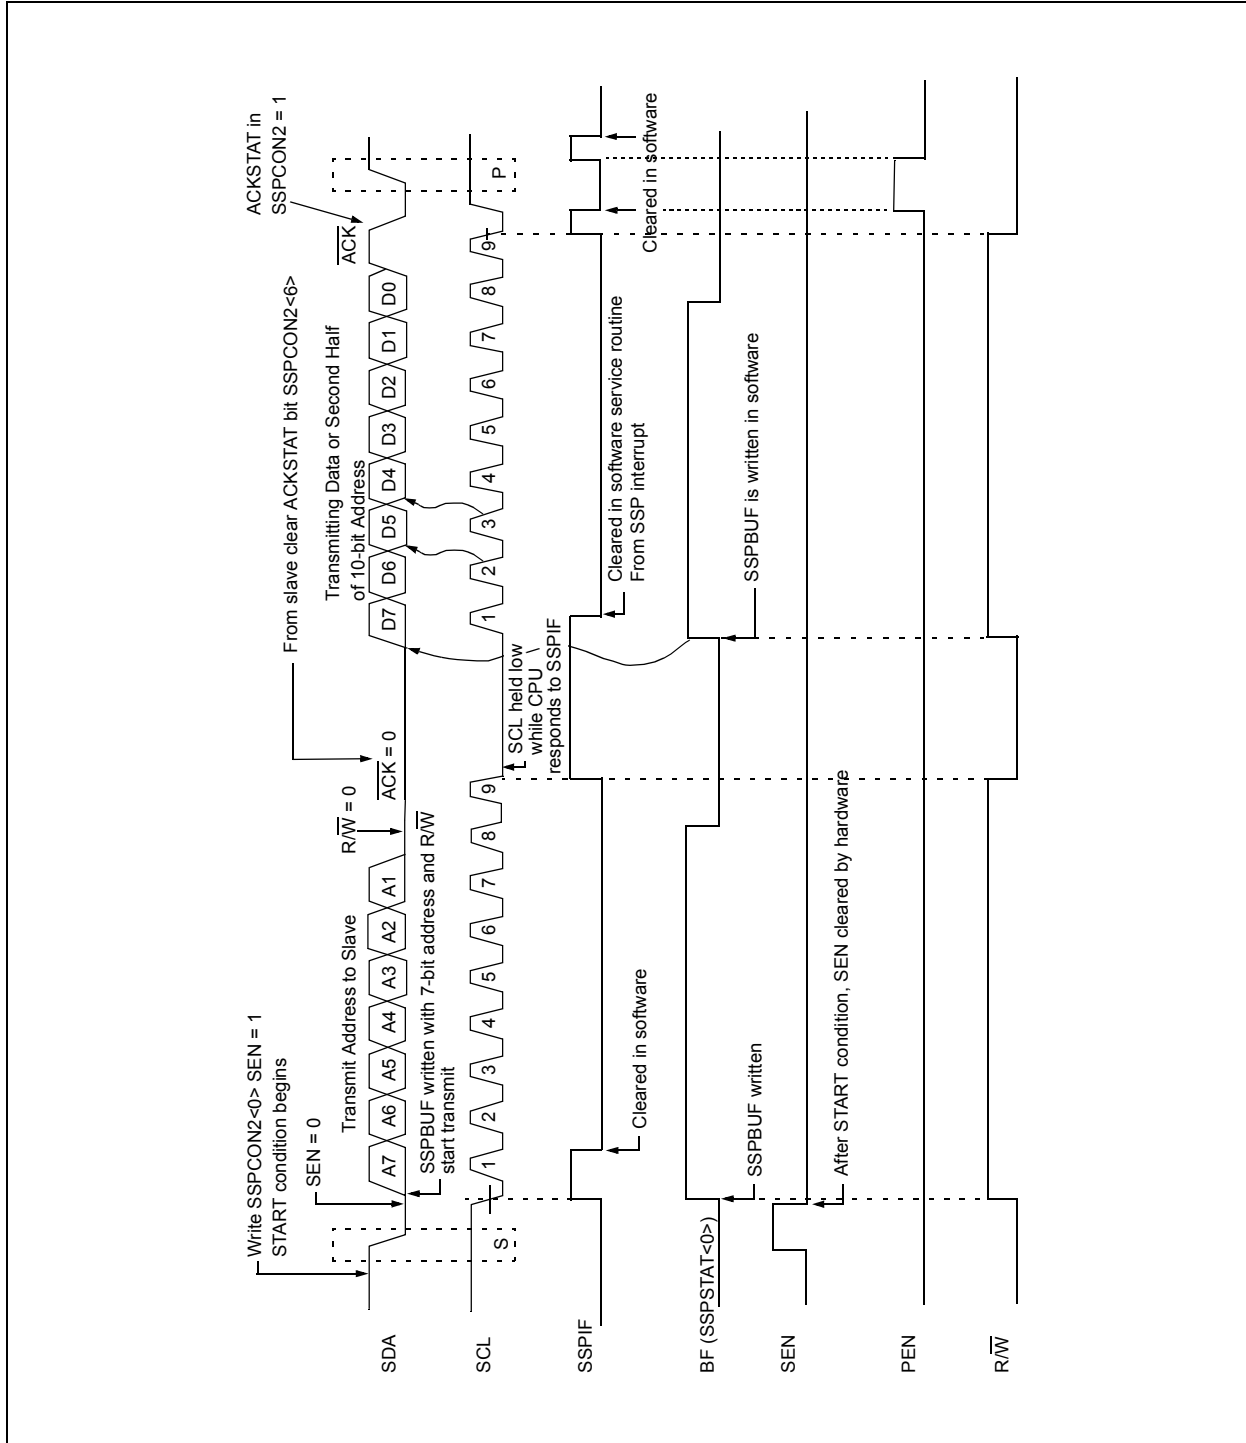 Write SSPCON2<0> SEN = 1
START condition begins
SEN = 0
From slave clear ACKSTAT bit SSPCON2<6>
ACKSTAT in
SSPCON2 = 1
Transmit Address to Slave
R/W = 0
ACK = 0
Transmitting Data or Second Half
of 10-bit Address
ACK
SDA
A7 A6 A5 A4 A3 A2 A1
D7 D6 D5 D4 D3 D2 D1 D0
SSPBUF written with 7-bit address and R/W
start transmit
SCL
S
1 2 3 4 5 6 7 8 9
1 2 3 4 5 6 7 8 9
P
SCL held low
while CPU
responds to SSPIF
SSPIF
Cleared in software
Cleared in software service routine
From SSP interrupt
Cleared in software
BF (SSPSTAT<0>)
SSPBUF written
SSPBUF is written in software
SEN
After START condition, SEN cleared by hardware
PEN
R/W